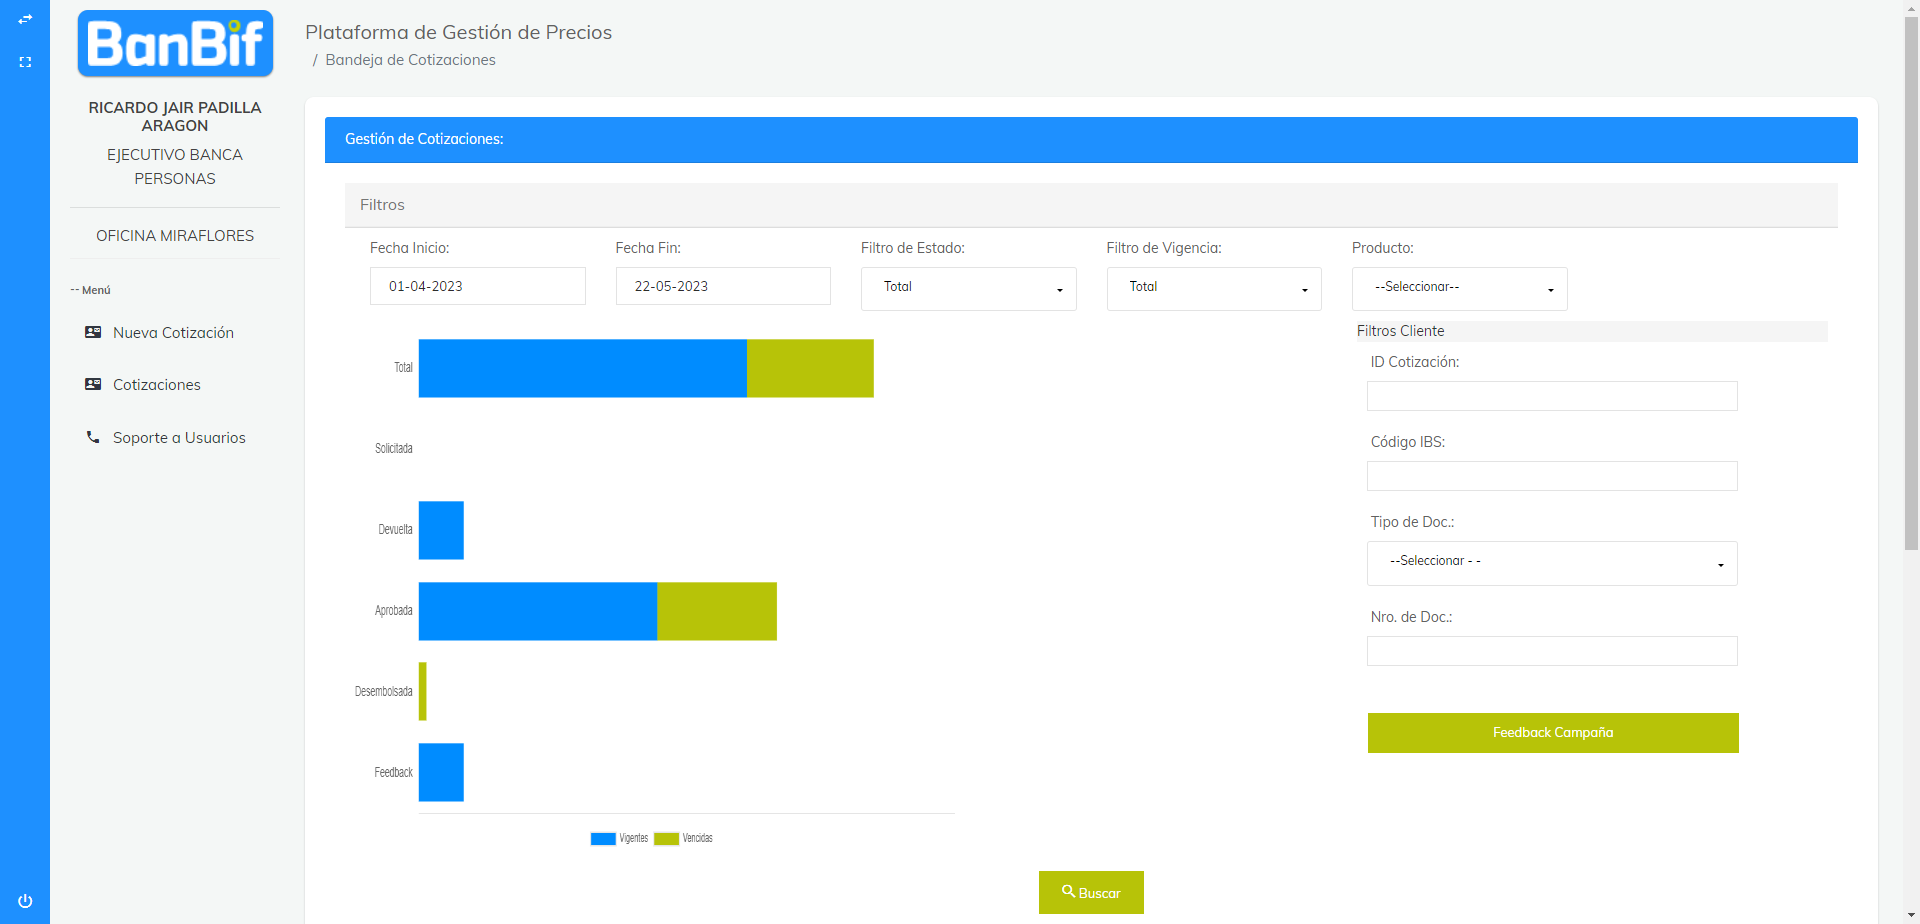 BanBif
RICARDO JAIR PADILLA
ARAGON
EJECUTIVO BANCA
PERSONAS
OFICINA MIRAFLORES
-- Menú
Nueva Cotización
Cotizaciones
Soporte a Usuarios
Plataforma de Gestión de Precios
/ Bandeja de Cotizaciones
Gestión de Cotizaciones:
Filtros
Fecha Inicio:
01-04-2023
Fecha Fin:
22-05-2023
Filtro de Estado:
Total
Filtro de Vigencia:
Total
Producto:
--Seleccionar--
Total
Solicitada
Devuelta
Aprobada
Desembolsada
Feedback
Vigentes Vencidas
Filtros Cliente
ID Cotización:
Código IBS:
Tipo de Doc.:
--Seleccionar - -
Nro. de Doc.:
Feedback Campaña
Buscar